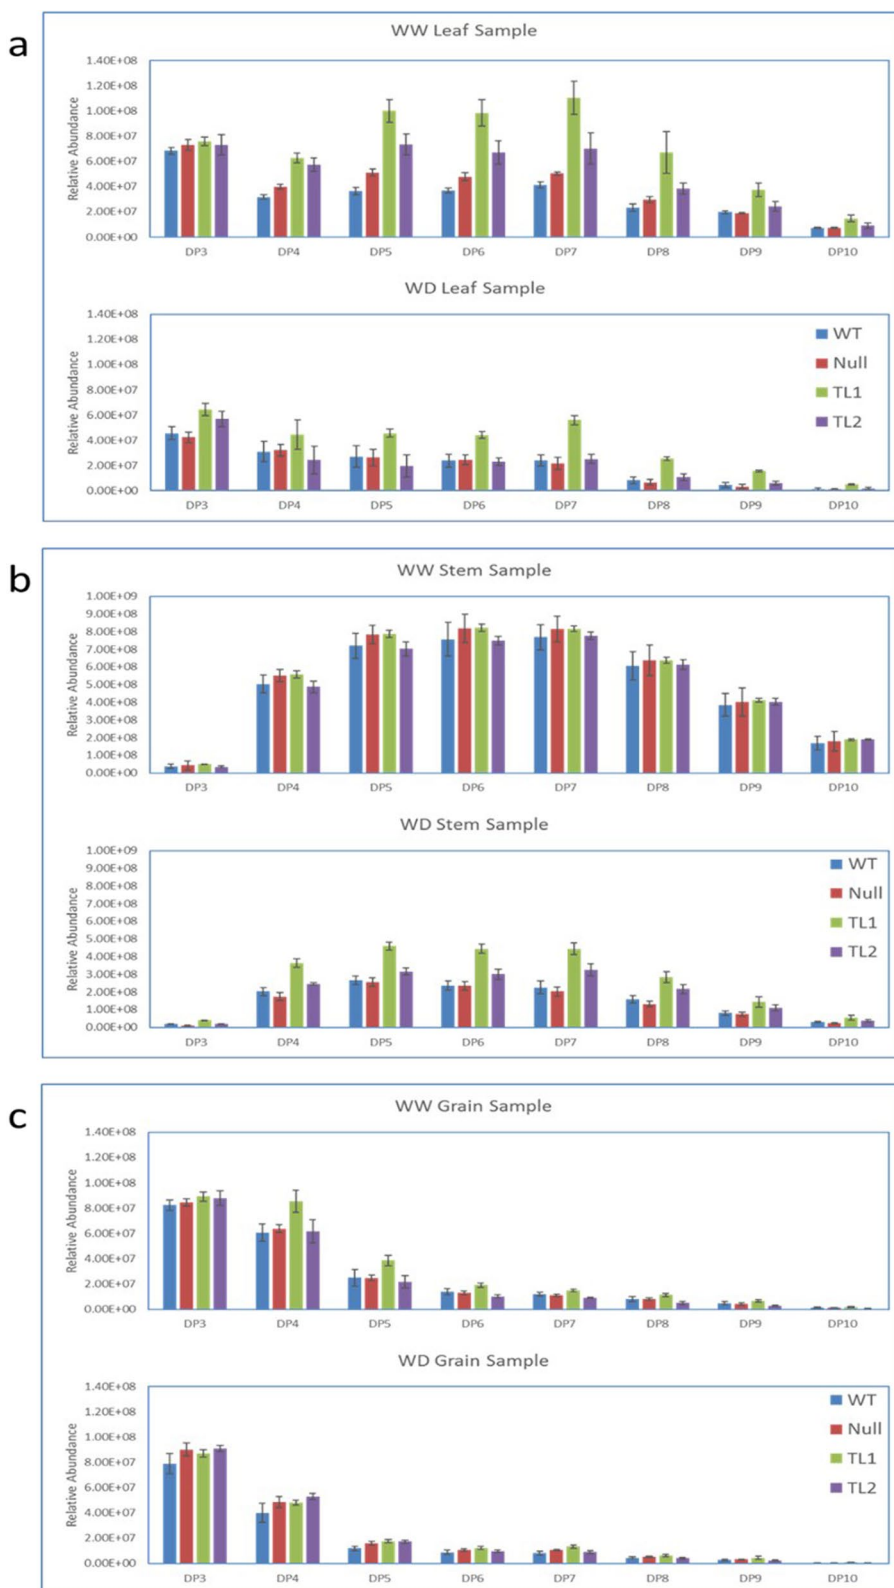 a
WW Leaf Sample
Relative Abundance
1.40E+08
1.20E+08
1.00E+08
8.00E+07
6.00E+07
4.00E+07
2.00E+07
0.00E+00
DP3 DP4 DP5 DP6 DP7 DP8 DP9 DP10
WD Leaf Sample
Relative Abundance
1.40E+08
1.20E+08
1.00E+08
8.00E+07
6.00E+07
4.00E+07
2.00E+07
0.00E+00
WT
Null
TL1
TL2
DP3 DP4 DP5 DP6 DP7 DP8 DP9 DP10
b
WW Stem Sample
Relative Abundance
1.00E+09
9.00E+08
8.00E+08
7.00E+08
6.00E+08
5.00E+08
4.00E+08
3.00E+08
2.00E+08
1.00E+08
0.00E+00
DP3 DP4 DP5 DP6 DP7 DP8 DP9 DP10
WD Stem Sample
Relative Abundance
1.00E+09
9.00E+08
8.00E+08
7.00E+08
6.00E+08
5.00E+08
4.00E+08
3.00E+08
2.00E+08
1.00E+08
0.00E+00
WT
Null
TL1
TL2
DP3 DP4 DP5 DP6 DP7 DP8 DP9 DP10
c
WW Grain Sample
Relative Abundance
1.40E+08
1.20E+08
1.00E+08
8.00E+07
6.00E+07
4.00E+07
2.00E+07
0.00E+00
DP3 DP4 DP5 DP6 DP7 DP8 DP9 DP10
WD Grain Sample
Relative Abundance
1.40E+08
1.20E+08
1.00E+08
8.00E+07
6.00E+07
4.00E+07
2.00E+07
0.00E+00
WT
Null
TL1
TL2
DP3 DP4 DP5 DP6 DP7 DP8 DP9 DP10